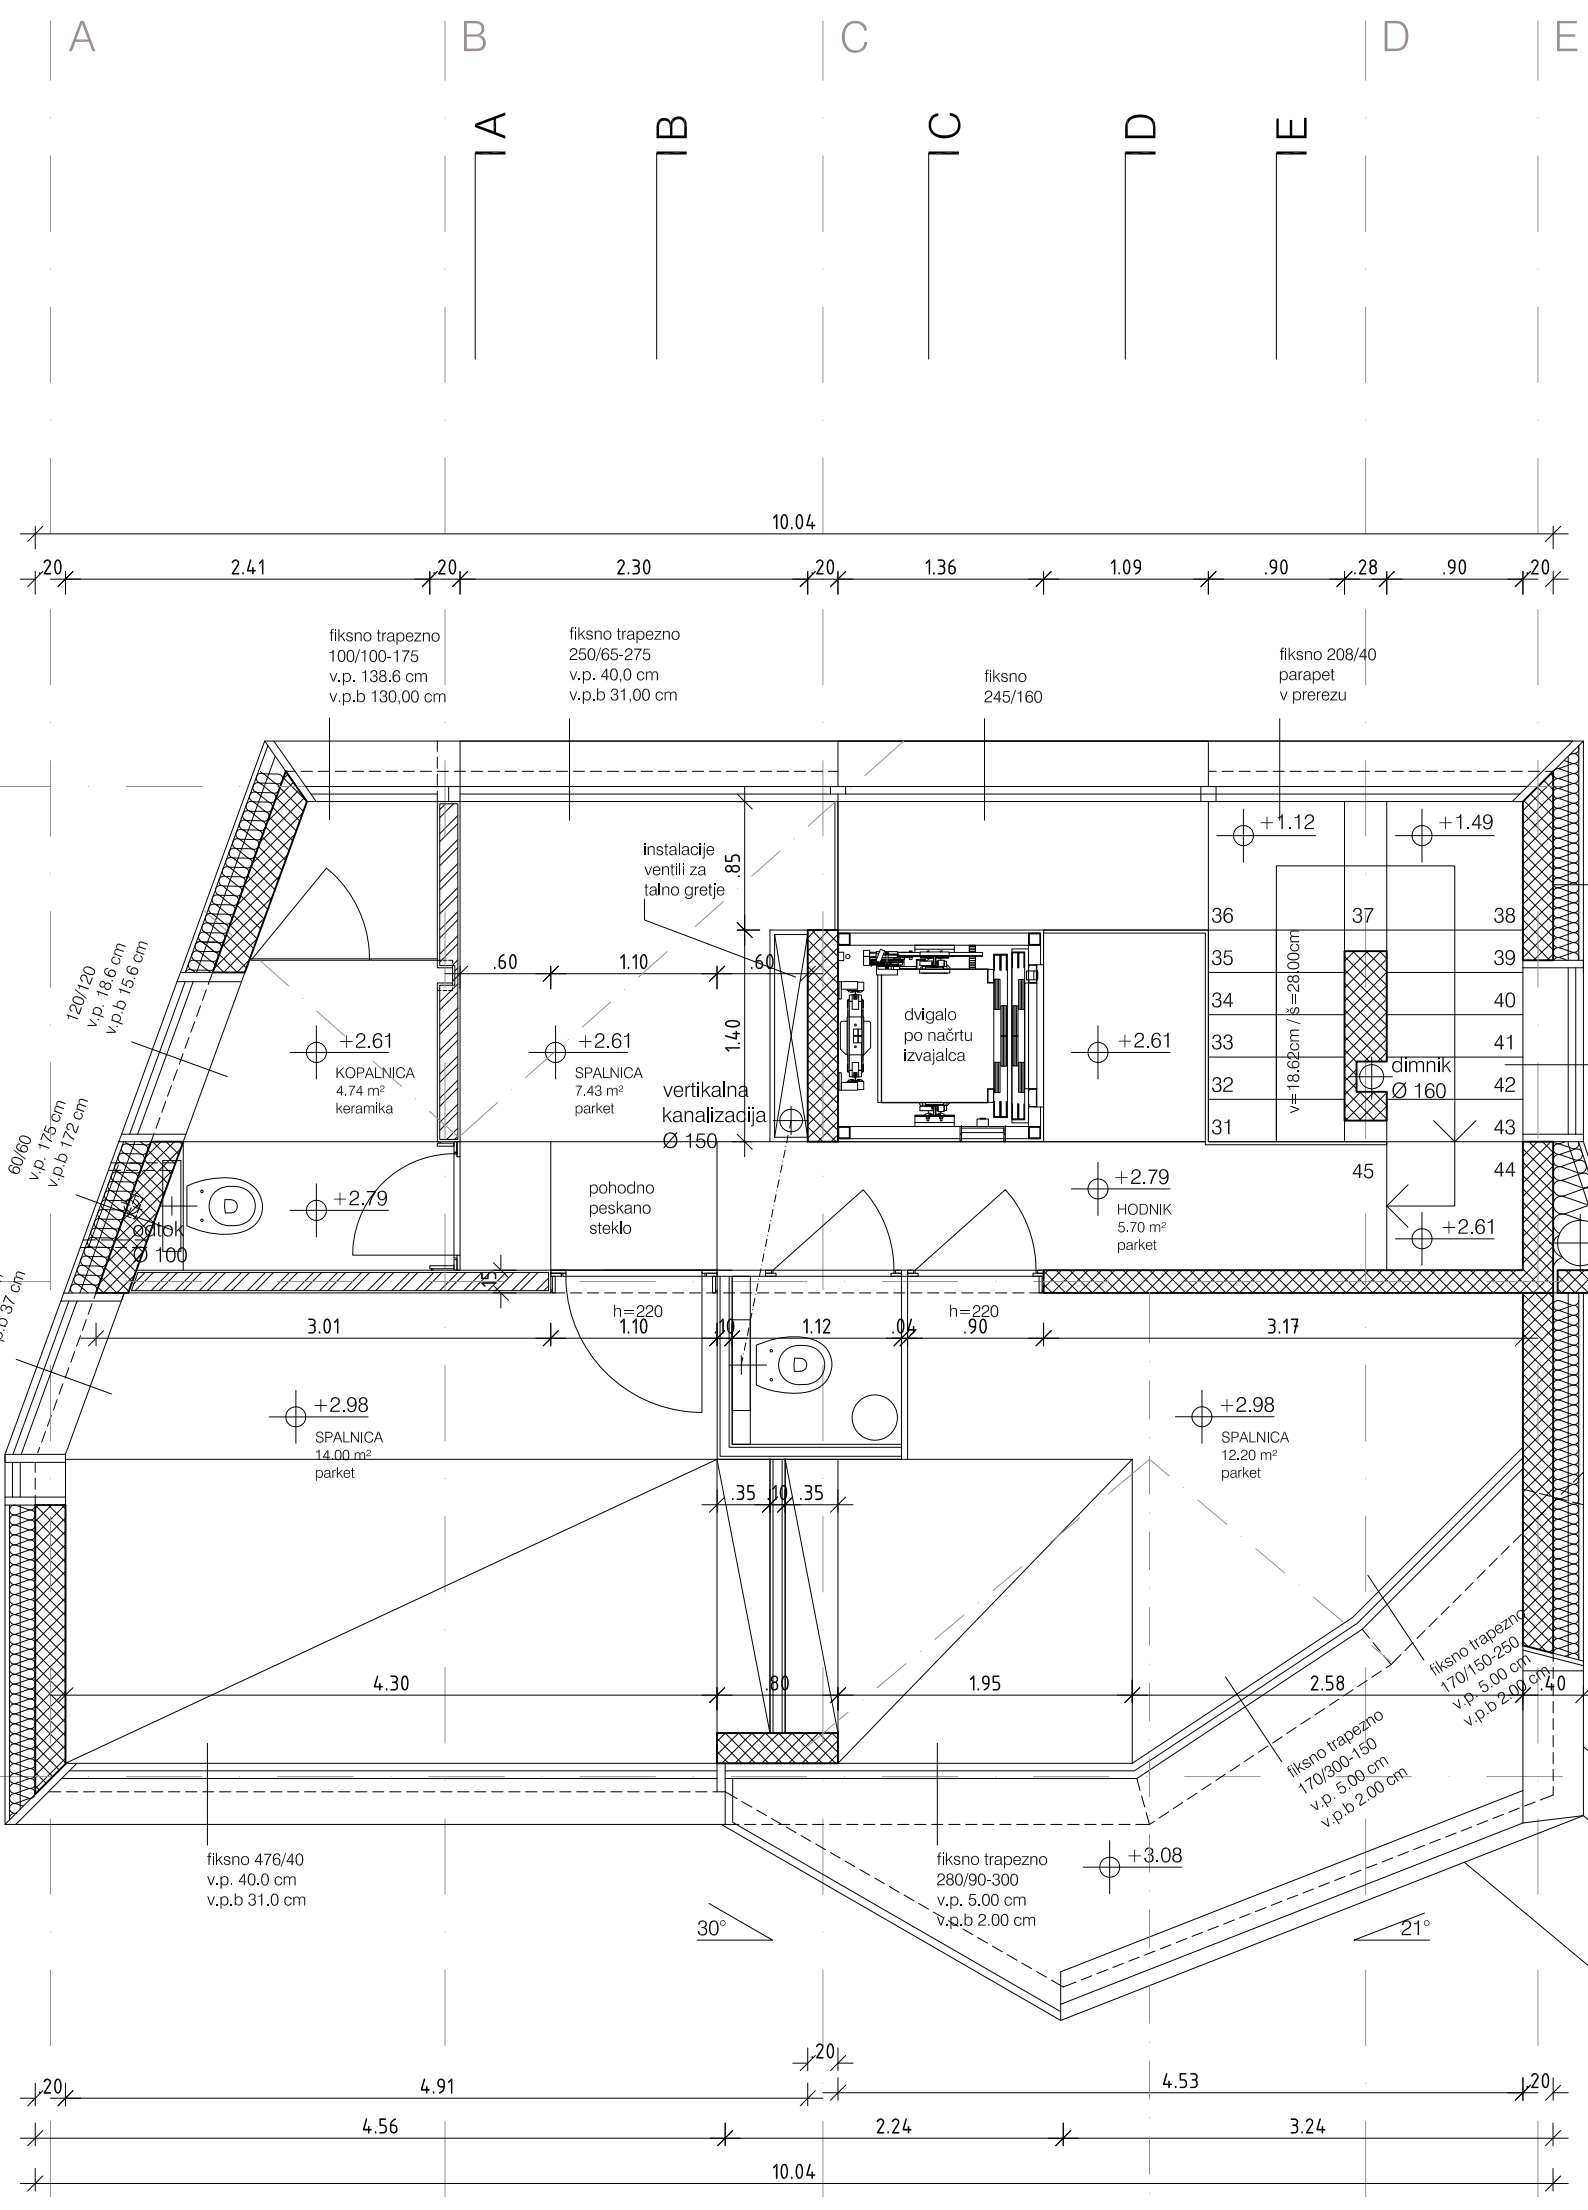 A B C D E
A B C D E
10.04
.20 2.41 .20 2.30 .20 1.36 1.09 .90 .28 .90 .20
fiksno trapezno
100/100-175
v.p. 138.6 cm
v.p.b 130,00 cm
fiksno trapezno
250/65-275
v.p. 40,0 cm
v.p.b 31,00 cm
fiksno
245/160
fiksno 208/40
parapet
v prerezu
+1.12
+1.49
instalacije
ventili za
talno gretje
.85
36 37 38
35 39
34 40
33 41
32 42
31 43
45 44
v=18.62cm / š=28.00cm
120/120
v.p. 18.6 cm
v.p.b 15.6 cm
.60 1.10 .60
1.40
dvigalo
po načrtu
izvajalca
+2.61
KOPALNICA
4.74 m²
keramika
+2.61
SPALNICA
7.43 m²
parket
+2.61
dimnik
Ø 160
vertikalna
kanalizacija
Ø 150
60/60
v.p. 175 cm
v.p.b 172 cm
D
+2.79
odtok
Ø 100
pohodno
peskano
steklo
+2.79
HODNIK
5.70 m²
parket
+2.61
.15
p.b 37 cm
h=220
h=220
3.01 1.10 .10 1.12 .04 .90 3.17
D
+2.98
SPALNICA
14.00 m²
parket
+2.98
SPALNICA
12.20 m²
parket
.35 .10 .35
4.30 .80 1.95 2.58 .40
fiksno trapezno
170/150-250
v.p. 5.00 cm
v.p.b 2.00 cm
fiksno trapezno
170/300-150
v.p. 5.00 cm
v.p.b 2.00 cm
fiksno 476/40
v.p. 40.0 cm
v.p.b 31.0 cm
fiksno trapezno
280/90-300
v.p. 5.00 cm
v.p.b 2.00 cm
+3.08
30°
21°
.20
.20 4.91 4.53 .20
4.56 2.24 3.24
10.04